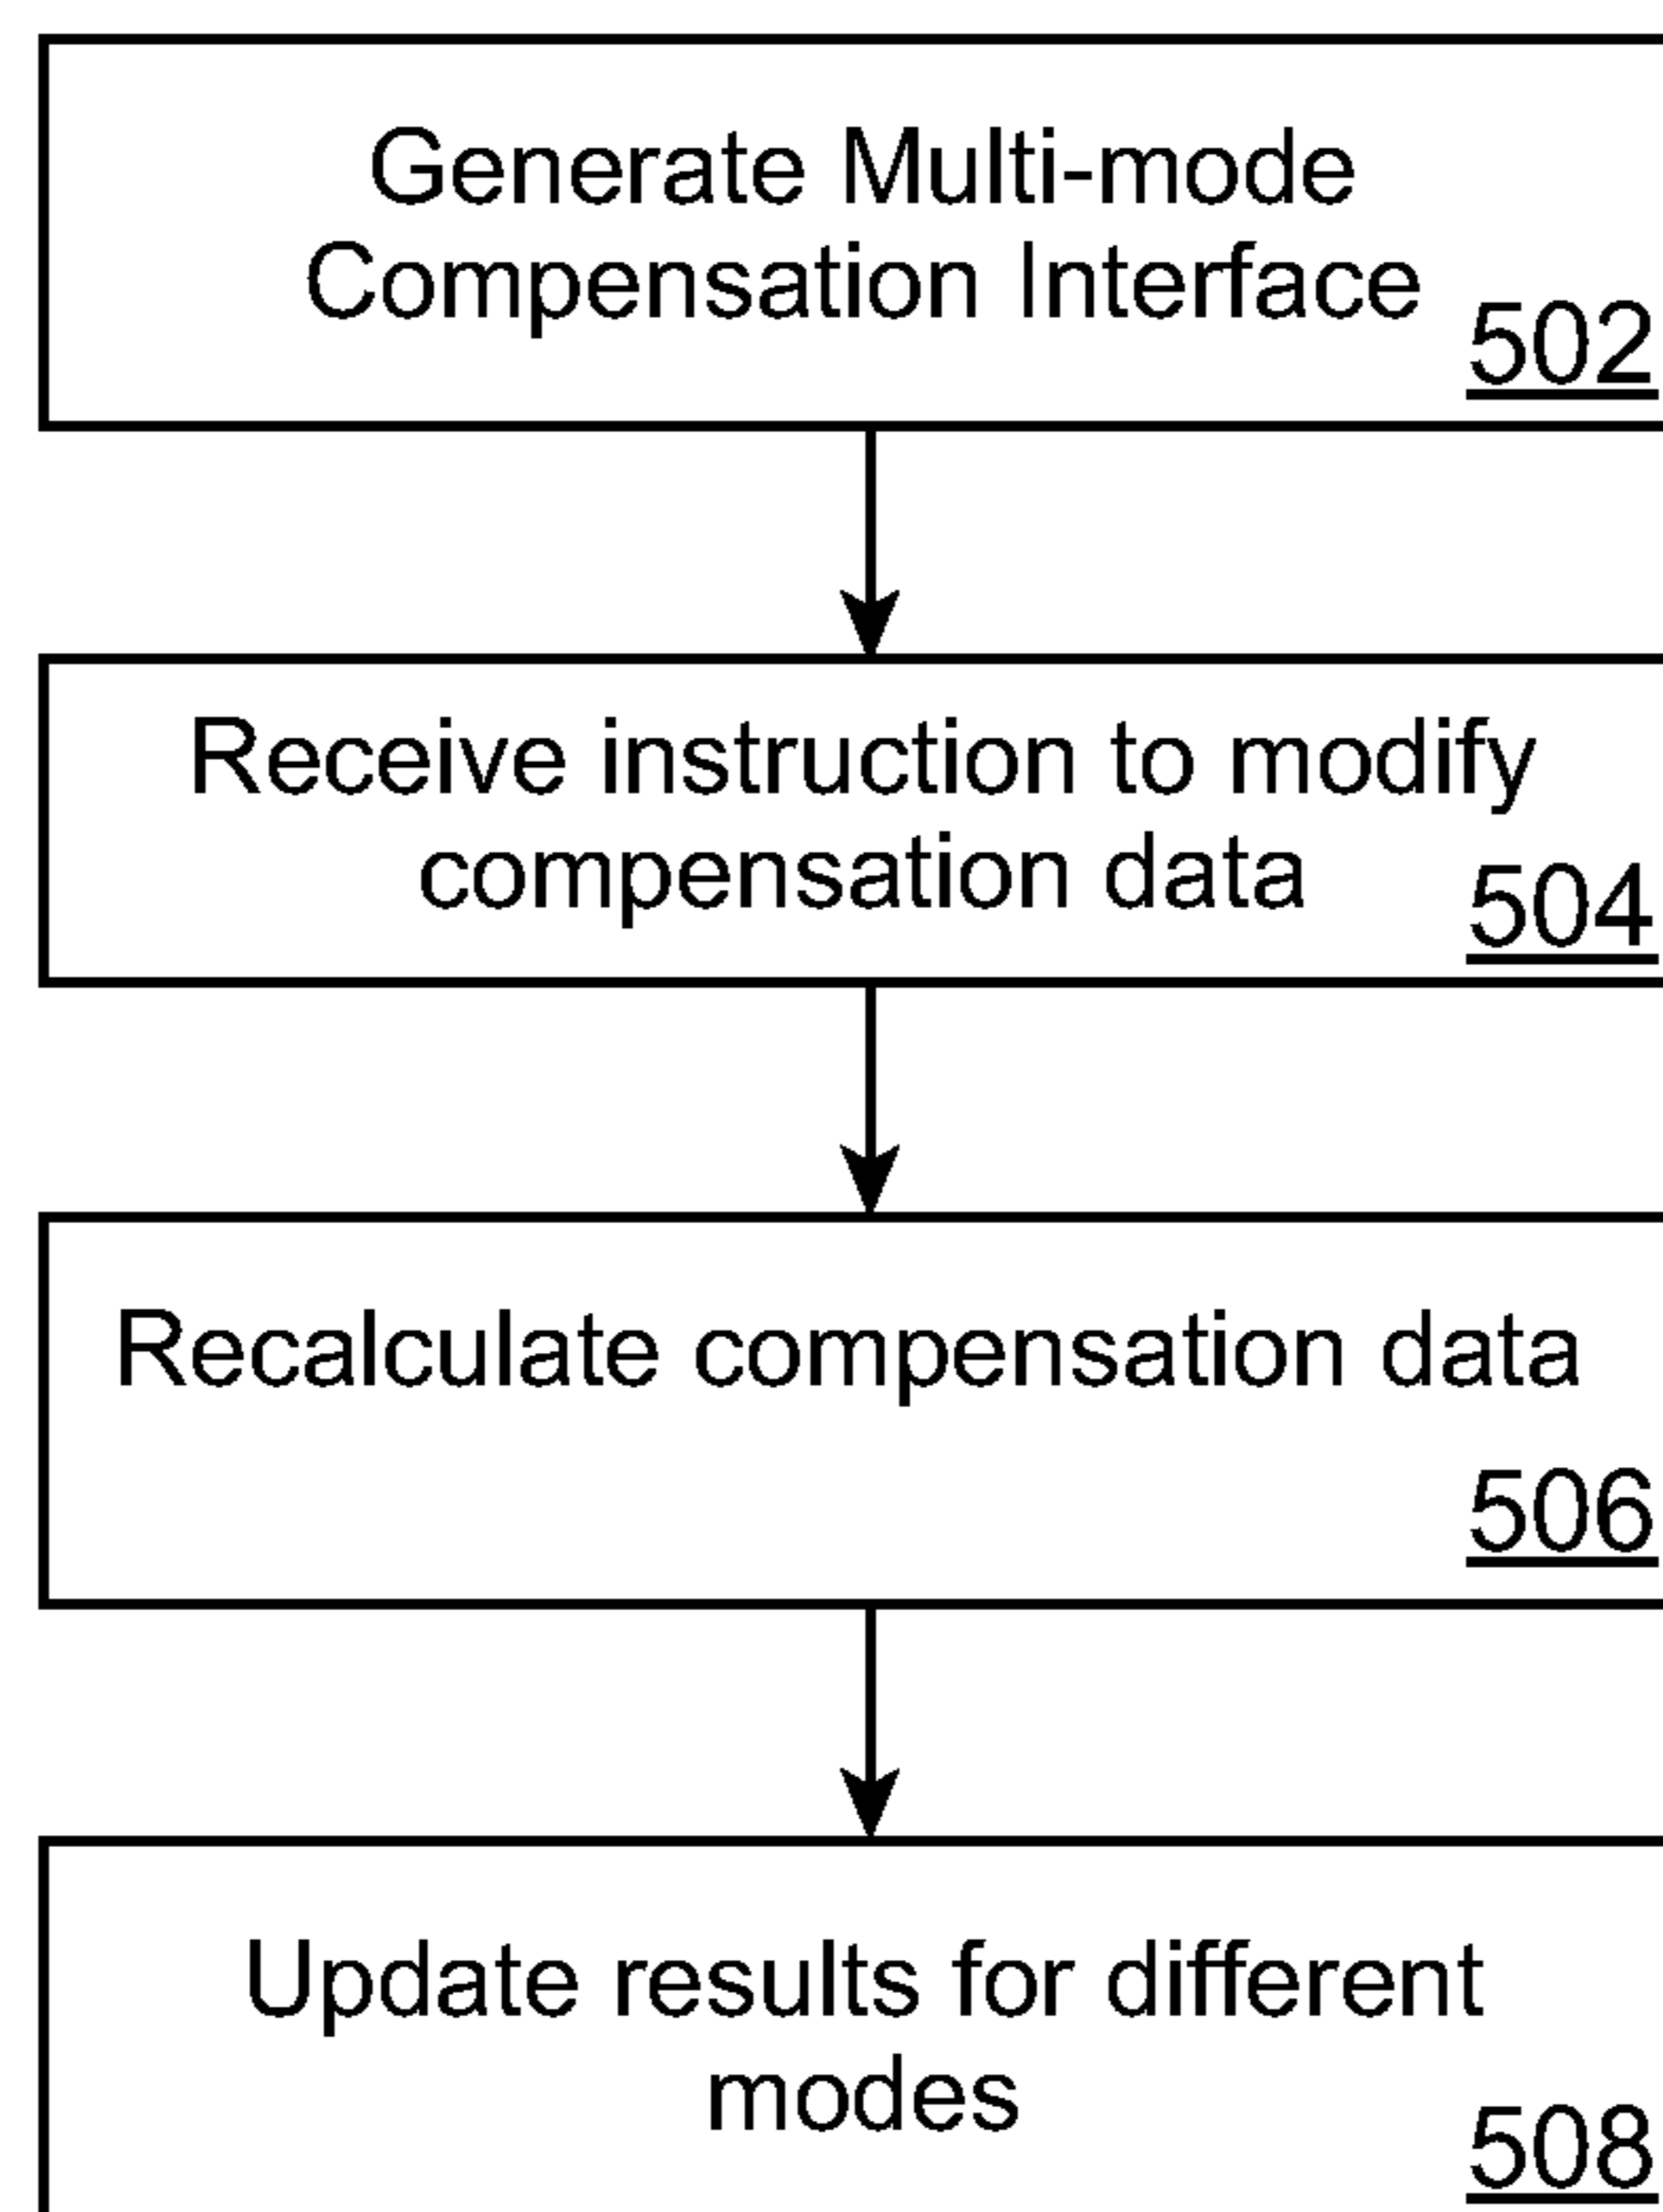 Generate Multi-mode
Compensation Interface
502
Receive instruction to modify
compensation data
504
Recalculate compensation data
506
Update results for different
modes
508